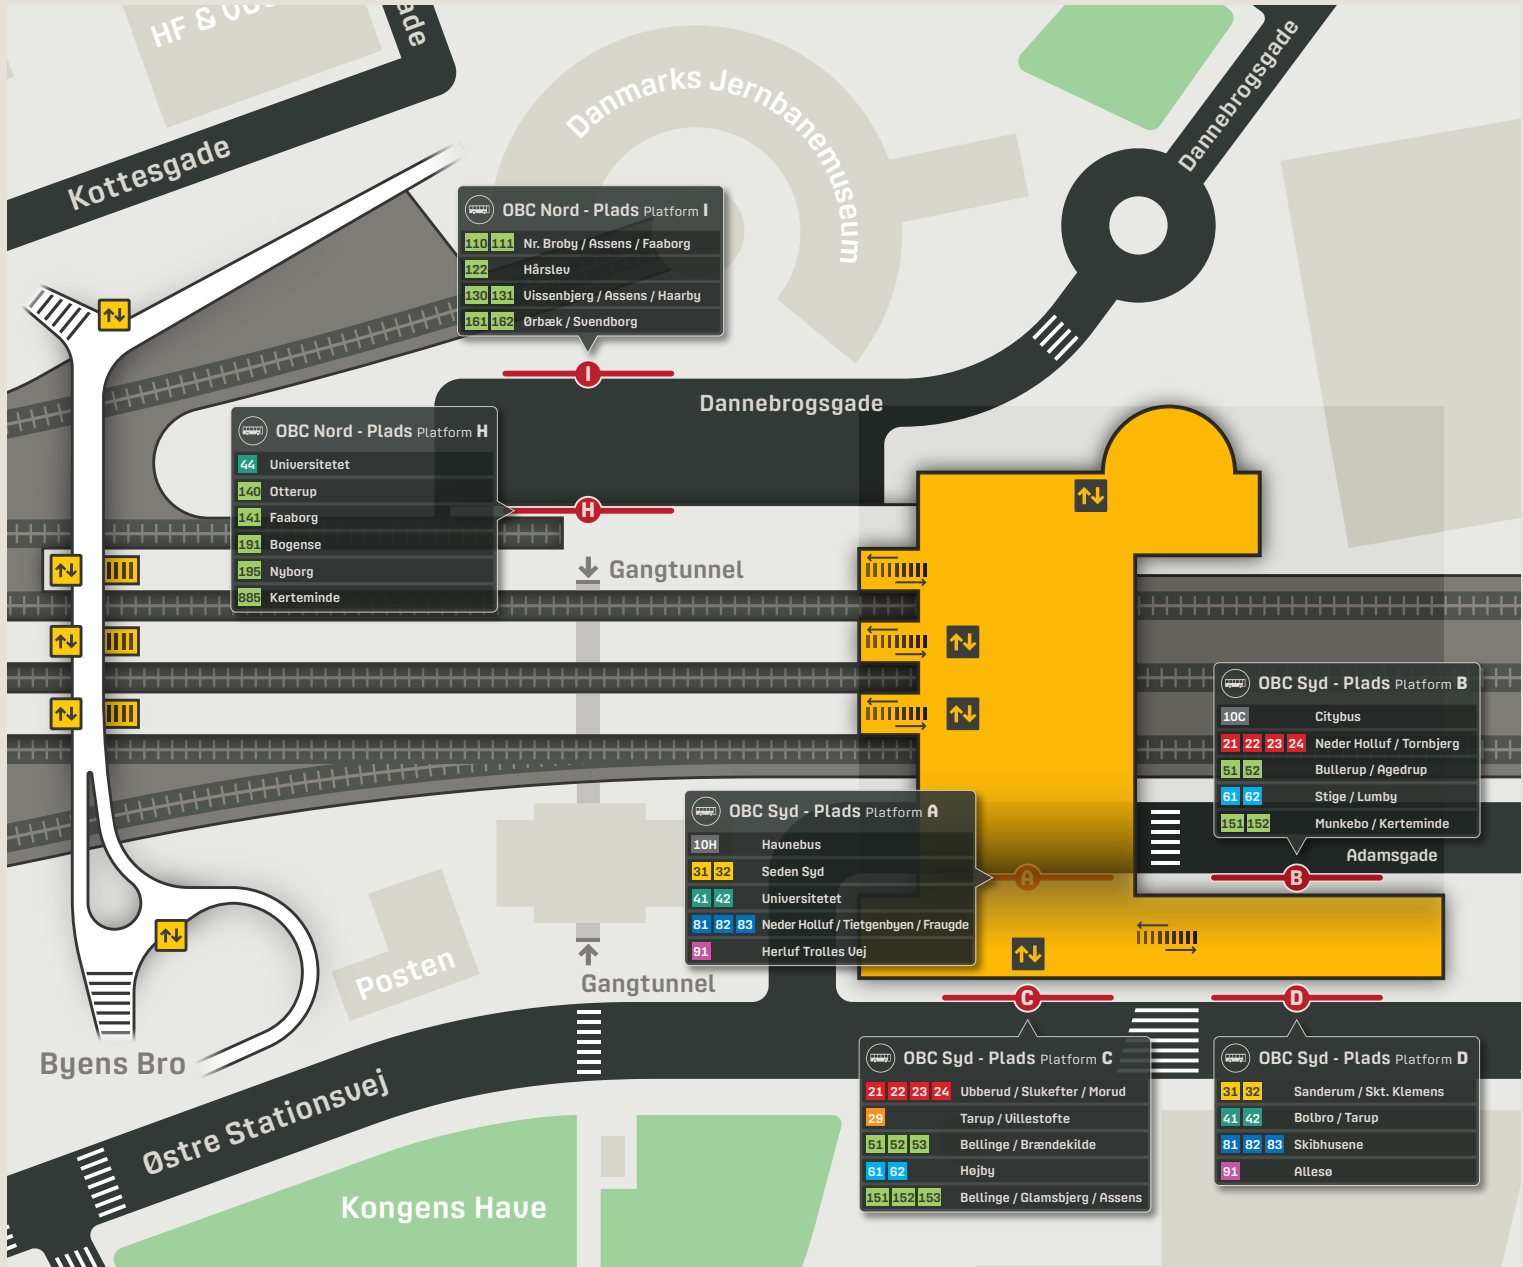 Kottesgade
Danmarks Jernbanemuseum
Dannebrogsgade
OBC Nord - Plads Platform I
110 111 Nr. Broby / Assens / Faaborg
122 Hårslev
130 131 Vissenbjerg / Assens / Haarby
161 162 Ørbæk / Svendborg
I
Dannebrogsgade
OBC Nord - Plads Platform H
44 Universitetet
140 Otterup
141 Faaborg
191 Bogense
195 Nyborg
885 Kerteminde
H
Gangtunnel
OBC Syd - Plads Platform B
10C Citybus
21 22 23 24 Neder Holluf / Tornbjerg
51 52 Bullerup / Agedrup
61 62 Stige / Lumby
151 152 Munkebo / Kerteminde
Adamsgade
B
OBC Syd - Plads Platform A
10H Havnebus
31 32 Seden Syd
41 42 Universitetet
81 82 83 Neder Holluf / Tietgenbyen / Fraugde
91 Herluf Trolles Vej
A
Posten
Gangtunnel
C
D
Byens Bro
Østre Stationsvej
OBC Syd - Plads Platform C
21 22 23 24 Ubberud / Slukefter / Morud
29 Tarup / Villestofte
51 52 53 Bellinge / Brændekilde
61 62 Højby
151 152 153 Bellinge / Glamsbjerg / Assens
OBC Syd - Plads Platform D
31 32 Sanderum / Skt. Klemens
41 42 Bolbro / Tarup
81 82 83 Skibhusene
91 Allesø
Kongens Have